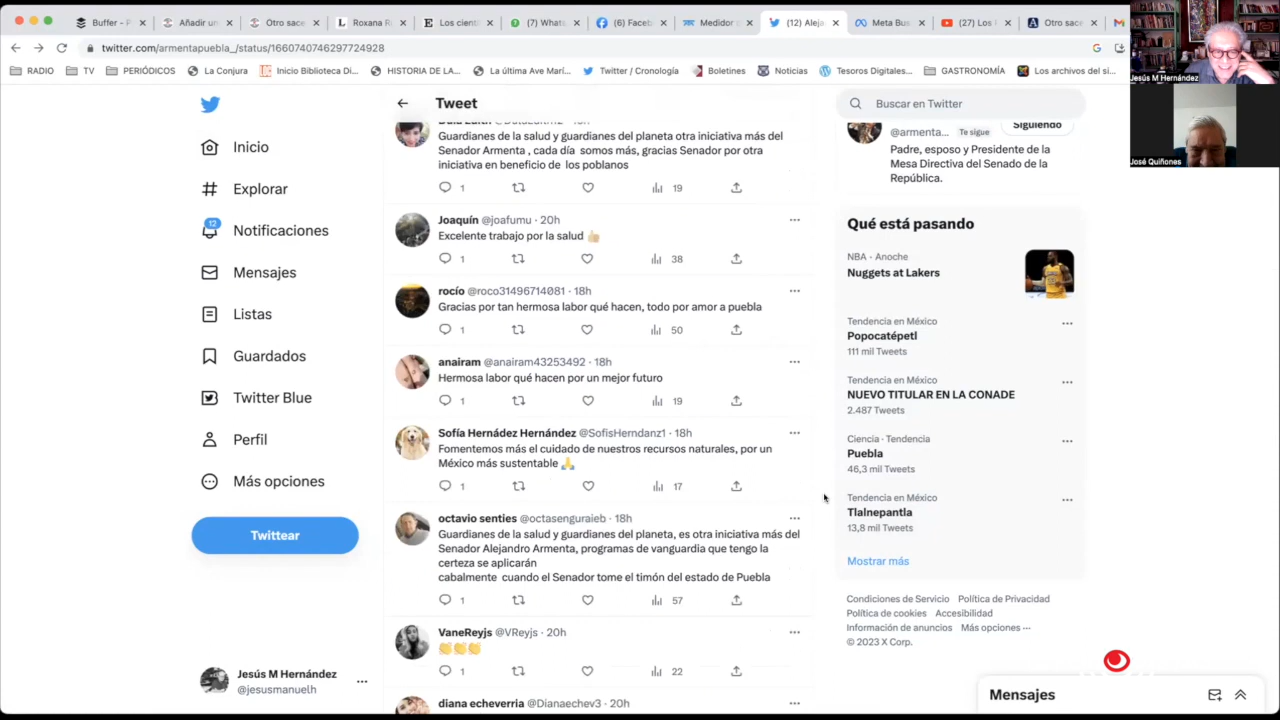 Buffer - P
Añadir un
Otro sace
Roxana R
Los cientí
(7) Whats
(6) Faceb
Medidor
(12) Aleja
Meta Bus
(27) Los
Otro sace
twitter.com/armentapuebla_/status/1660740746297724928
RADIO
TV
PERIÓDICOS
La Conjura
Inicio Biblioteca Di...
HISTORIA DE LA...
La última Ave Marí...
Twitter / Cronología
Boletines
Noticias
Tesoros Digitales...
GASTRONOMÍA
Los archivos del si...
Jesús M Hernández
José Quiñones
Inicio
Explorar
12
Notificaciones
Mensajes
Listas
Guardados
Twitter Blue
Perfil
Más opciones
Twittear
Jesús M Hernández
@jesusmanuelh
Tweet
Guardianes de la salud y guardianes del planeta otra iniciativa más del
Senador Armenta , cada día somos más, gracias Senador por otra
iniciativa en beneficio de los poblanos
1 19
Joaquín @joafumu · 20h
Excelente trabajo por la salud 👍🏼
1 38
rocío @roco31496714081 · 18h
Gracias por tan hermosa labor qué hacen, todo por amor a puebla
1 50
anairam @anairam43253492 · 18h
Hermosa labor qué hacen por un mejor futuro
1 19
Sofía Hernádez Hernández @SofisHerndanz1 · 18h
Fomentemos más el cuidado de nuestros recursos naturales, por un
México más sustentable 🙏
1 17
octavio senties @octasenguraieb · 18h
Guardianes de la salud y guardianes del planeta, es otra iniciativa más del
Senador Alejandro Armenta, programas de vanguardia que tengo la
certeza se aplicarán
cabalmente cuando el Senador tome el timón del estado de Puebla
1 57
VaneReyjs @VReyjs · 20h
👏👏👏
1 22
diana echeverria @Dianaechev3 · 20h
Buscar en Twitter
@armenta... Te sigue
Siguiendo
Padre, esposo y Presidente de la
Mesa Directiva del Senado de la
República.
Qué está pasando
NBA · Anoche
Nuggets at Lakers
Tendencia en México
Popocatépetl
111 mil Tweets
Tendencia en México
NUEVO TITULAR EN LA CONADE
2.487 Tweets
Ciencia · Tendencia
Puebla
46,3 mil Tweets
Tendencia en México
Tlalnepantla
13,8 mil Tweets
Mostrar más
Condiciones de Servicio Política de Privacidad
Política de cookies Accesibilidad
Información de anuncios Más opciones ···
© 2023 X Corp.
Mensajes